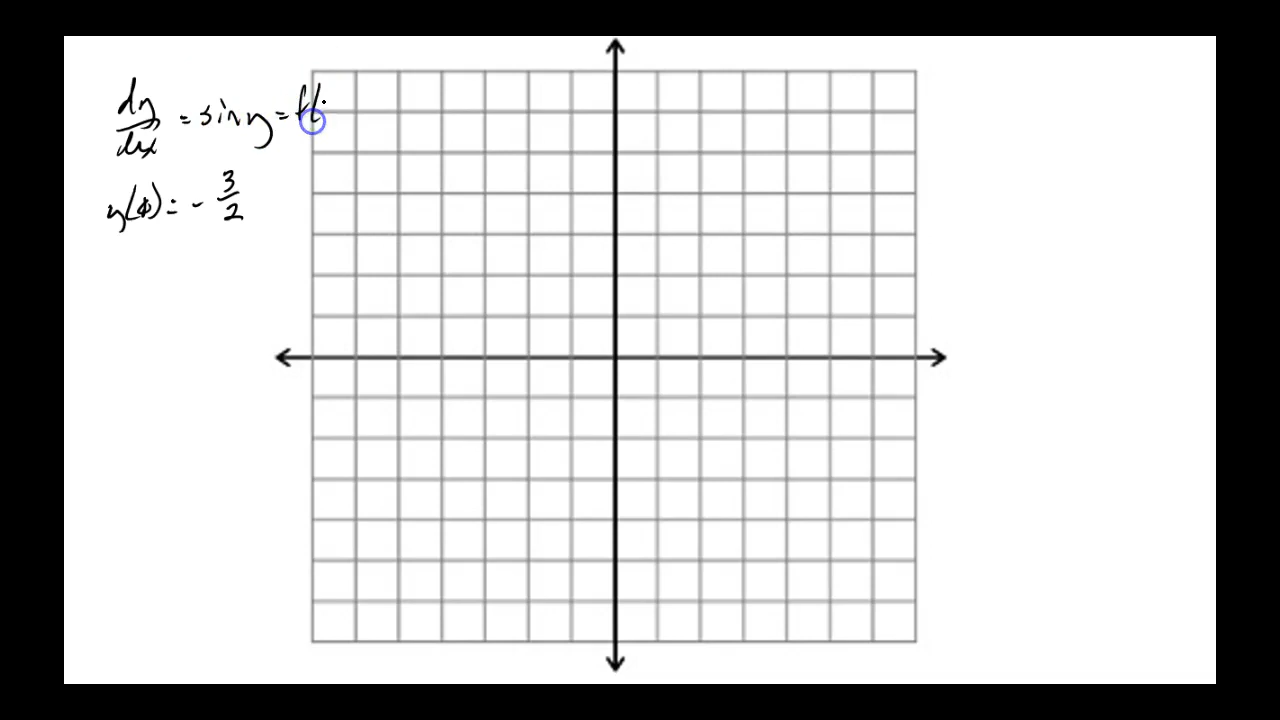 dy/dx = sin y = f(
y(0) = - 3/2